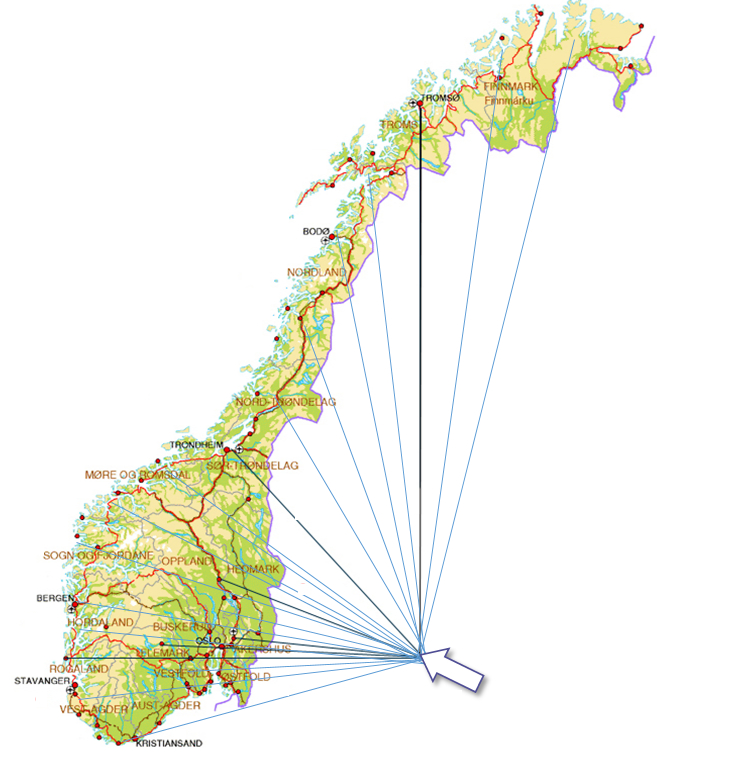 FINNMARK
TROMSØ
Finnmárku
TROMS
BODØ
NORDLAND
NORD-TRØNDELAG
TRONDHEIM
SØR-TRØNDELAG
MØRE OG ROMSDAL
SOGN OG FJORDANE
OPPLAND
HEDMARK
BERGEN
HORDALAND
BUSKERUD
OSLO
AKERSHUS
TELEMARK
ROGALAND
VESTFOLD
ØSTFOLD
STAVANGER
VEST-AGDER
AUST-AGDER
KRISTIANSAND